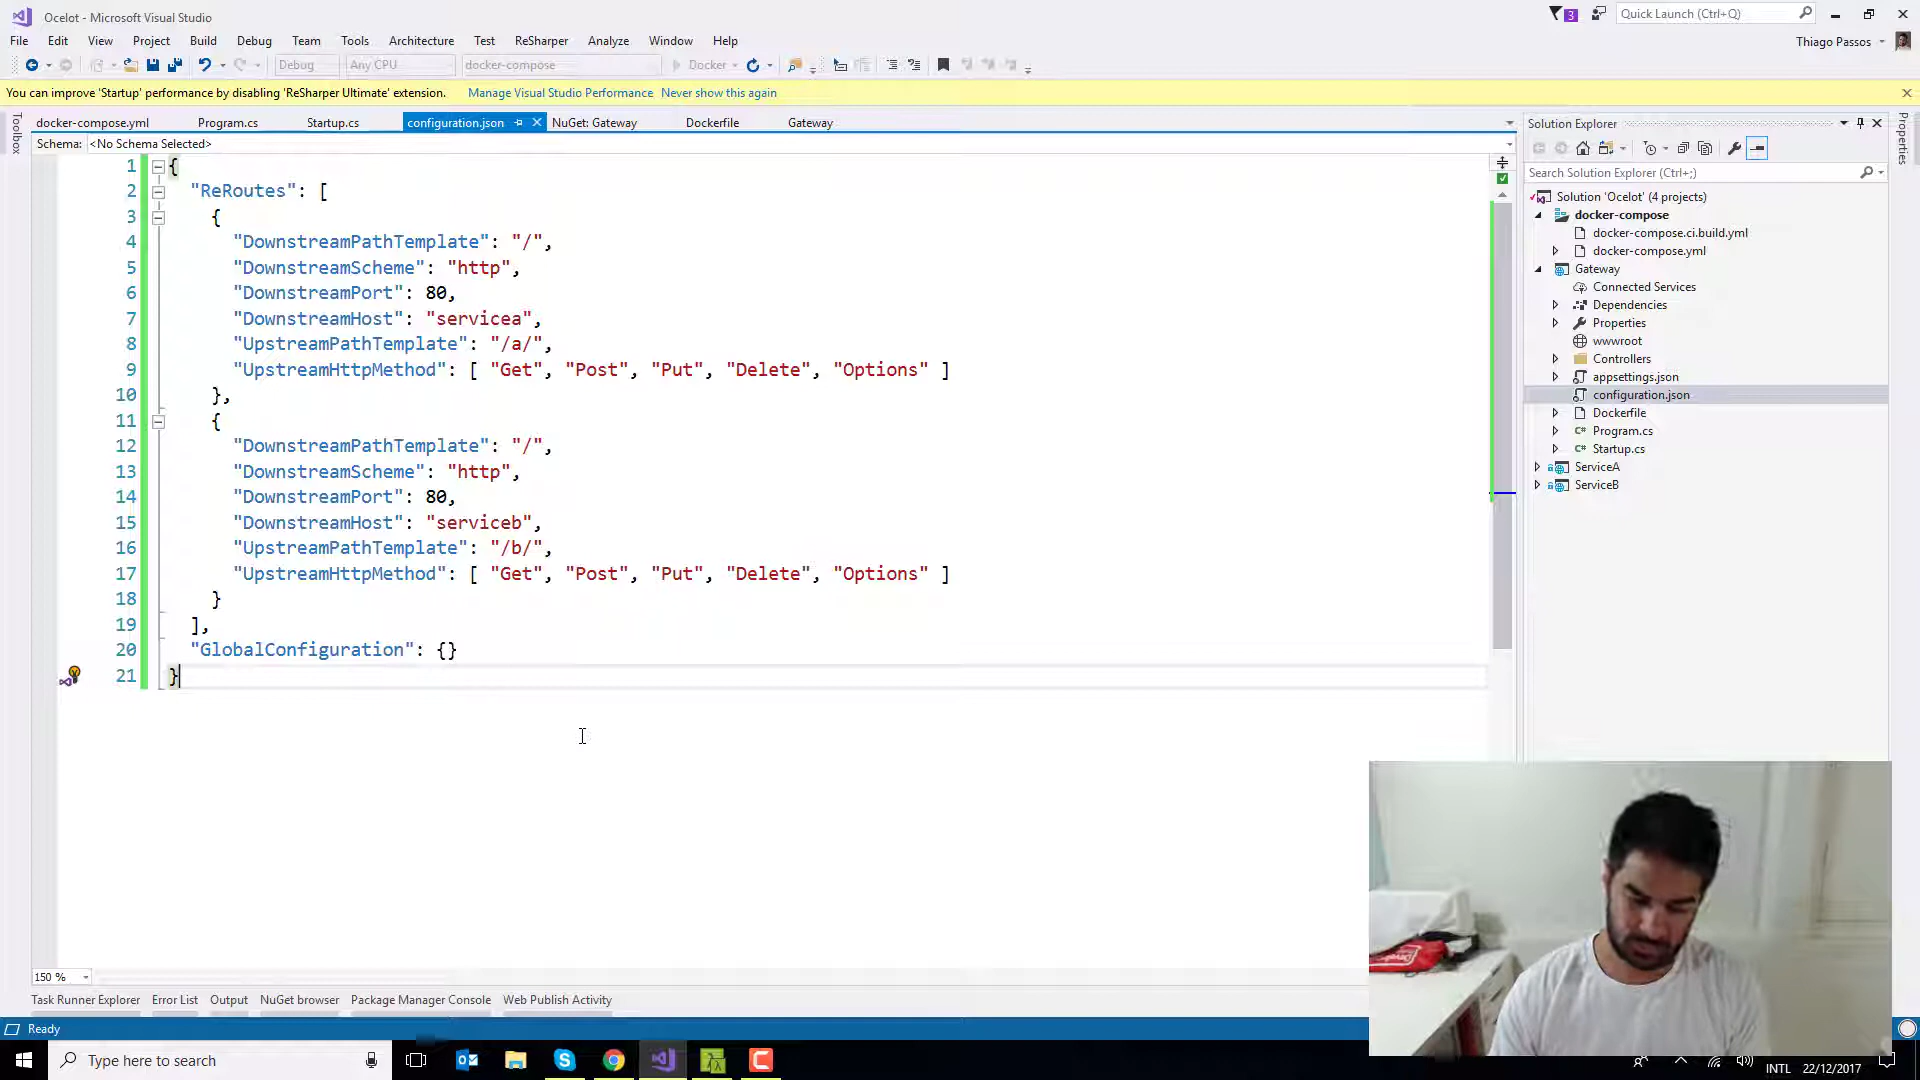 Ocelot - Microsoft Visual Studio
3
Quick Launch (Ctrl+Q)
File Edit View Project Build Debug Team Tools Architecture Test ReSharper Analyze Window Help
Thiago Passos
Debug Any CPU docker-compose Docker
You can improve 'Startup' performance by disabling 'ReSharper Ultimate' extension. Manage Visual Studio Performance Never show this again
Toolbox
docker-compose.yml Program.cs Startup.cs configuration.json NuGet: Gateway Dockerfile Gateway
Schema: <No Schema Selected>
1 {
2 "ReRoutes": [
3 {
4 "DownstreamPathTemplate": "/",
5 "DownstreamScheme": "http",
6 "DownstreamPort": 80,
7 "DownstreamHost": "servicea",
8 "UpstreamPathTemplate": "/a/",
9 "UpstreamHttpMethod": [ "Get", "Post", "Put", "Delete", "Options" ]
10 },
11 {
12 "DownstreamPathTemplate": "/",
13 "DownstreamScheme": "http",
14 "DownstreamPort": 80,
15 "DownstreamHost": "serviceb",
16 "UpstreamPathTemplate": "/b/",
17 "UpstreamHttpMethod": [ "Get", "Post", "Put", "Delete", "Options" ]
18 }
19 ],
20 "GlobalConfiguration": {}
21 }
Solution Explorer
Search Solution Explorer (Ctrl+;)
Solution 'Ocelot' (4 projects)
docker-compose
docker-compose.ci.build.yml
docker-compose.yml
Gateway
Connected Services
Dependencies
Properties
wwwroot
Controllers
appsettings.json
configuration.json
Dockerfile
C# Program.cs
C# Startup.cs
ServiceA
ServiceB
Properties
150 %
Task Runner Explorer Error List Output NuGet browser Package Manager Console Web Publish Activity
Ready
Type here to search
INTL 22/12/2017